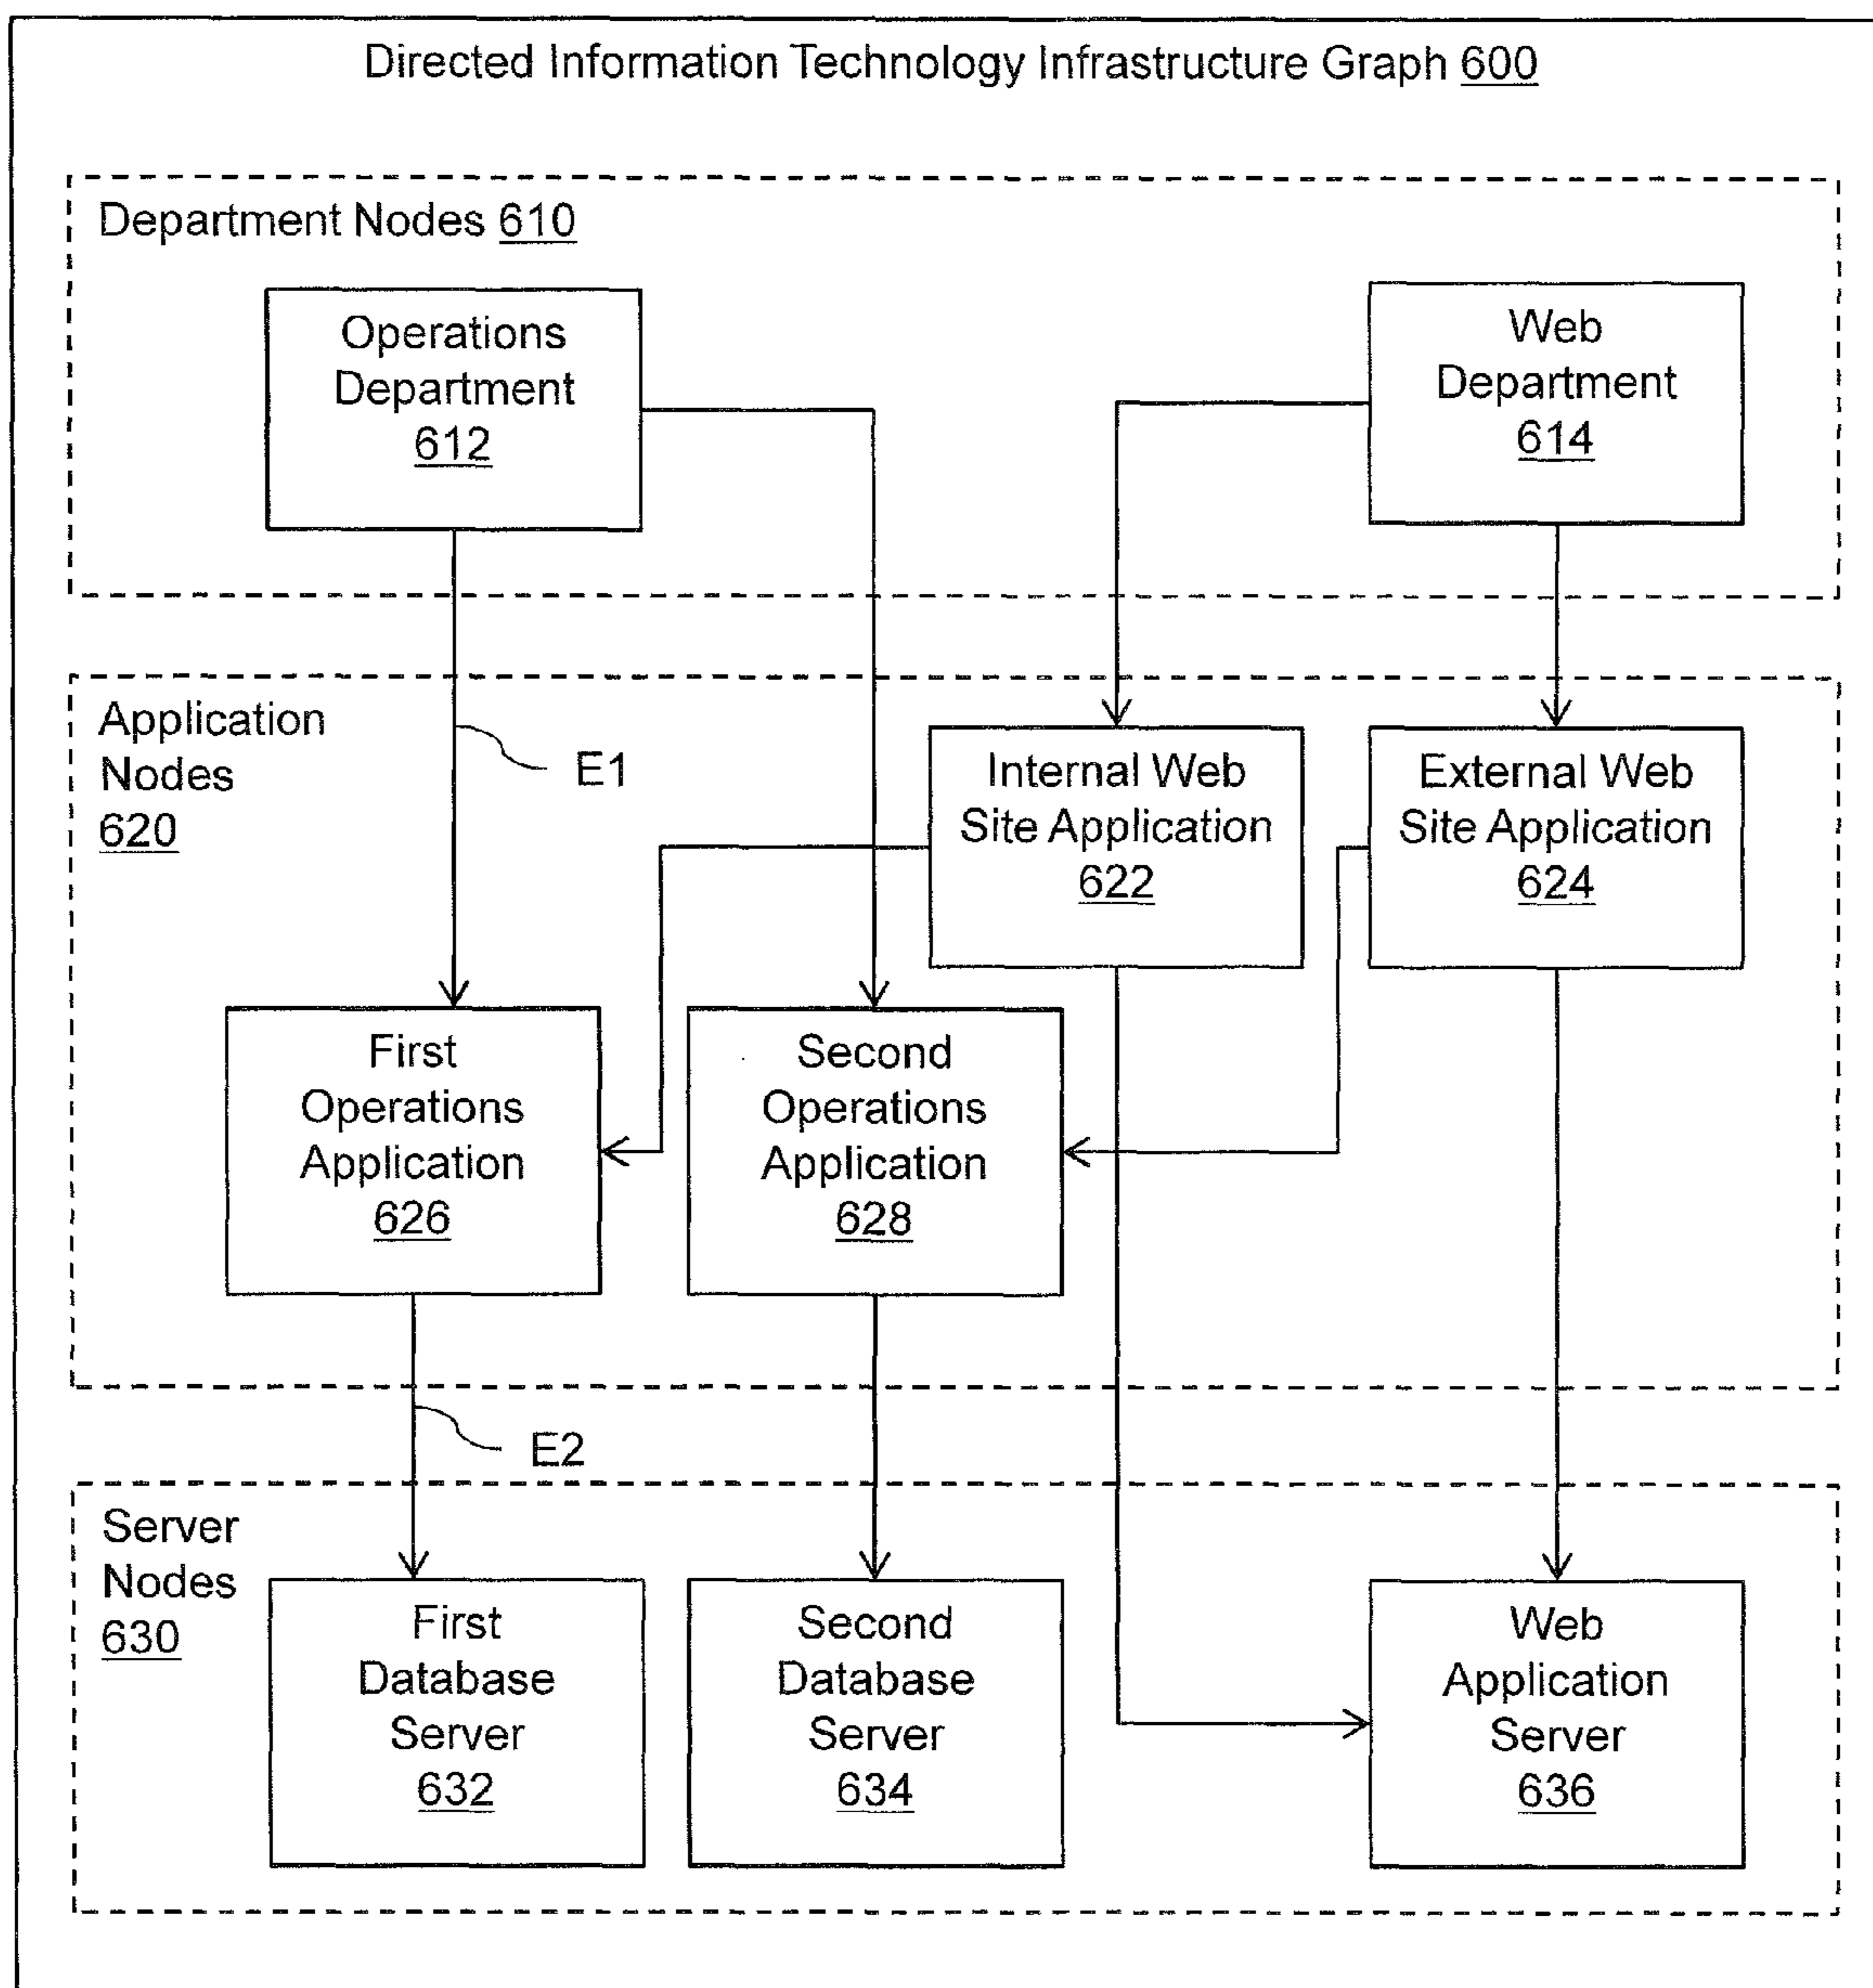 Directed Information Technology Infrastructure Graph 600
Department Nodes 610
Operations
Department
612
Web
Department
614
Application
Nodes
620
E1
Internal Web
Site Application
622
External Web
Site Application
624
First
Operations
Application
626
Second
Operations
Application
628
E2
Server
Nodes
630
First
Database
Server
632
Second
Database
Server
634
Web
Application
Server
636